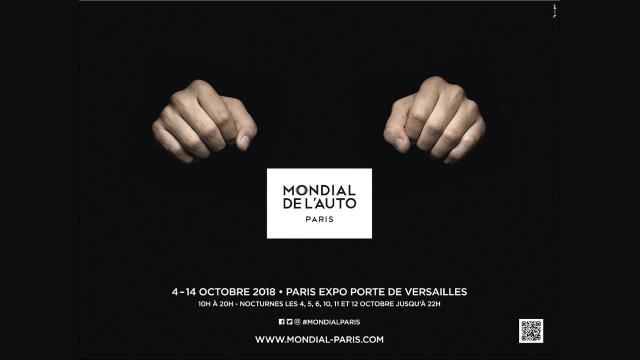 MONDIAL
DE L'AUTO
PARIS
4–14 OCTOBRE 2018 • PARIS EXPO PORTE DE VERSAILLES
10H À 20H - NOCTURNES LES 4, 5, 6, 10, 11 ET 12 OCTOBRE JUSQU'À 22H
#MONDIALPARIS
WWW.MONDIAL-PARIS.COM